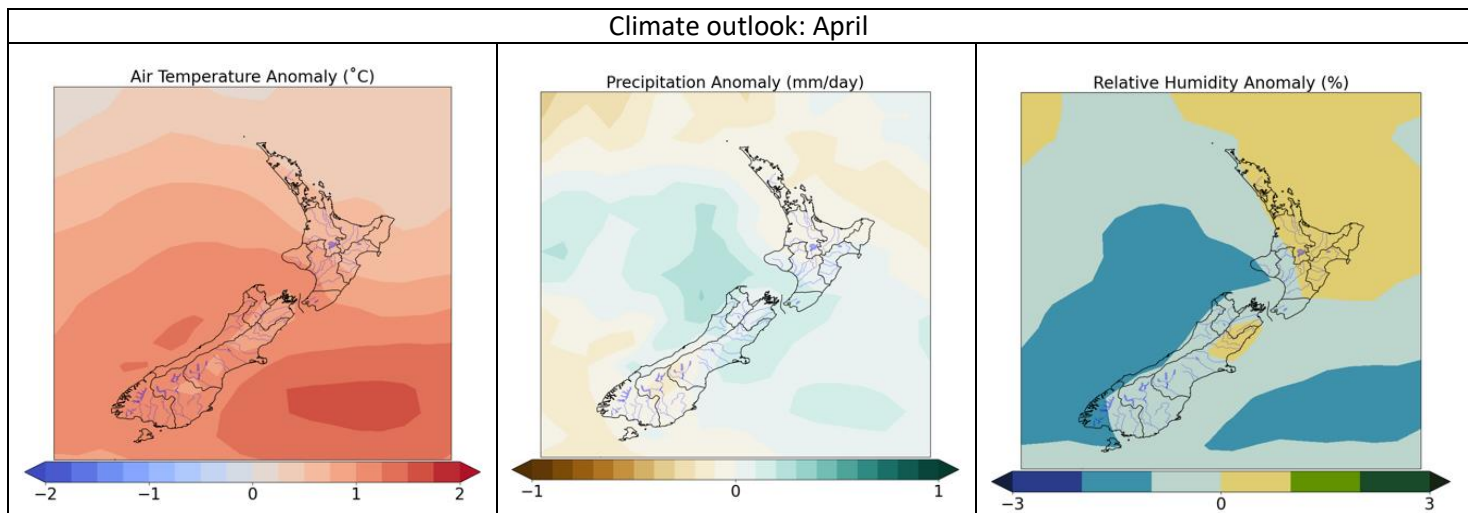 Climate outlook: April
Air Temperature Anomaly (˚C)
−2 −1 0 1 2
Precipitation Anomaly (mm/day)
−1 0 1
Relative Humidity Anomaly (%)
−3 0 3